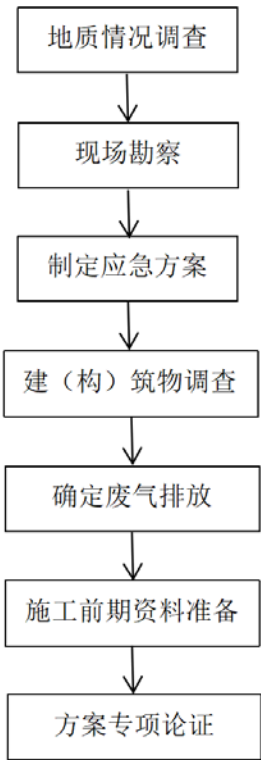 地质情况调查
现场勘察
制定应急方案
建（构）筑物调查
确定废气排放
施工前期资料准备
方案专项论证